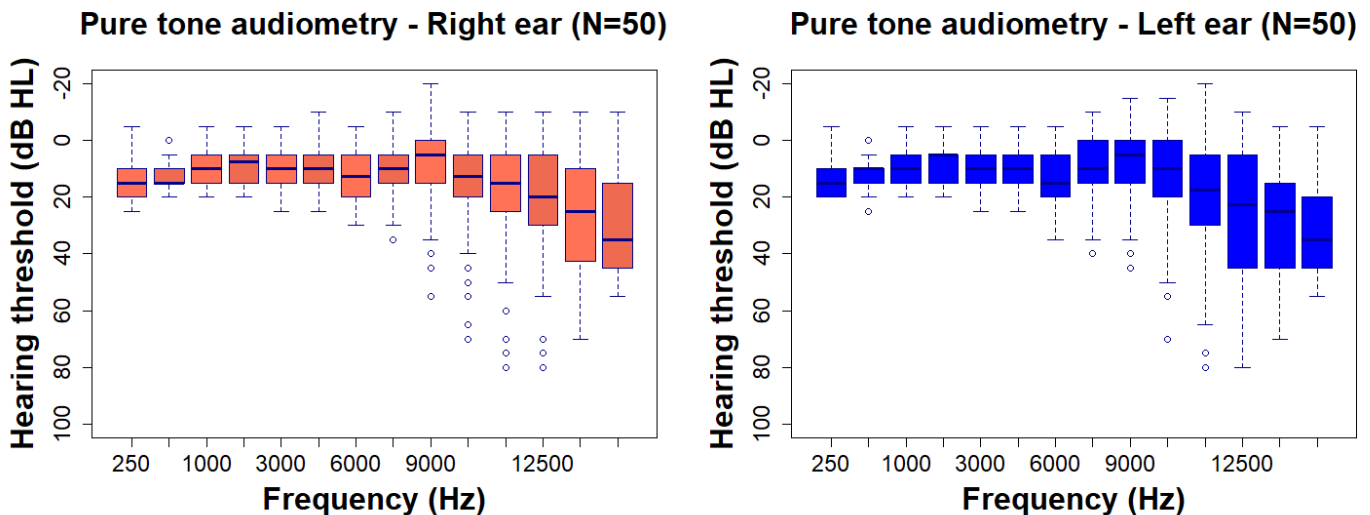 Pure tone audiometry - Right ear (N=50)
Hearing threshold (dB HL)
-20
0
20
40
60
80
100
250 1000 3000 6000 9000 12500
Frequency (Hz)
Pure tone audiometry - Left ear (N=50)
Hearing threshold (dB HL)
-20
0
20
40
60
80
100
250 1000 3000 6000 9000 12500
Frequency (Hz)